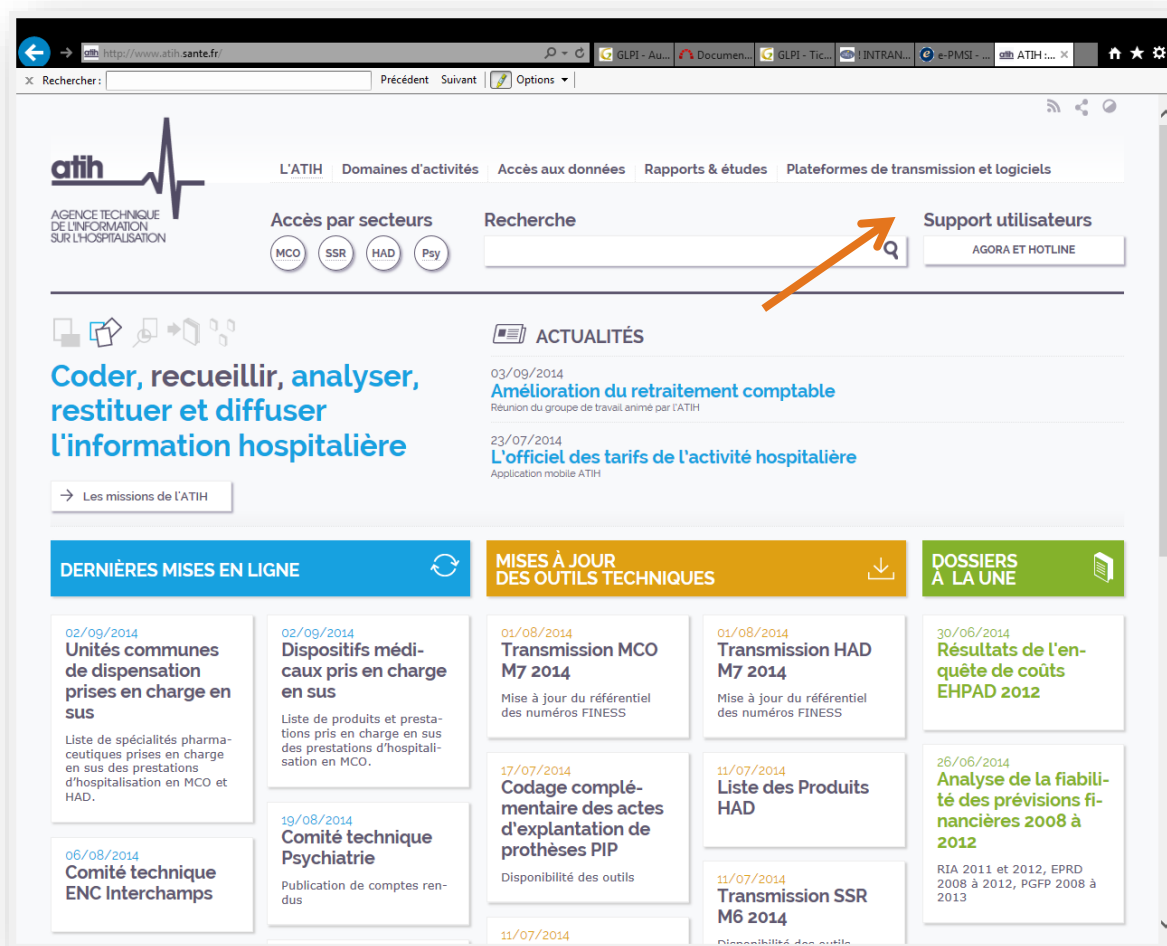 http://www.atih.sante.fr/
GLPI - Au...
Documen...
GLPI - Tic...
! INTRAN...
e-PMSI - ...
ATIH :...
x Rechercher :
Précédent Suivant
Options
atih
AGENCE TECHNIQUE
DE L'INFORMATION
SUR L'HOSPITALISATION
L'ATIH
Domaines d'activités
Accès aux données
Rapports & études
Plateformes de transmission et logiciels
Accès par secteurs
MCO
SSR
HAD
Psy
Recherche
Support utilisateurs
AGORA ET HOTLINE
Coder, recueillir, analyser,
restituer et diffuser
l'information hospitalière
→ Les missions de l'ATIH
ACTUALITÉS
03/09/2014
Amélioration du retraitement comptable
Réunion du groupe de travail animé par l'ATIH
23/07/2014
L'officiel des tarifs de l'activité hospitalière
Application mobile ATIH
DERNIÈRES MISES EN LIGNE
02/09/2014
Unités communes
de dispensation
prises en charge en
sus
Liste de spécialités pharma-
ceutiques prises en charge
en sus des prestations
d'hospitalisation en MCO et
HAD.
06/08/2014
Comité technique
ENC Interchamps
02/09/2014
Dispositifs médi-
caux pris en charge
en sus
Liste de produits et presta-
tions pris en charge en sus
des prestations d'hospitali-
sation en MCO.
19/08/2014
Comité technique
Psychiatrie
Publication de comptes ren-
dus
MISES À JOUR
DES OUTILS TECHNIQUES
01/08/2014
Transmission MCO
M7 2014
Mise à jour du référentiel
des numéros FINESS
17/07/2014
Codage complé-
mentaire des actes
d'explantation de
prothèses PIP
Disponibilité des outils
11/07/2014
01/08/2014
Transmission HAD
M7 2014
Mise à jour du référentiel
des numéros FINESS
11/07/2014
Liste des Produits
HAD
11/07/2014
Transmission SSR
M6 2014
Disponibilité des outils
DOSSIERS
À LA UNE
30/06/2014
Résultats de l'en-
quête de coûts
EHPAD 2012
26/06/2014
Analyse de la fiabili-
té des prévisions fi-
nancières 2008 à
2012
RIA 2011 et 2012, EPRD
2008 à 2012, PGFP 2008 à
2013